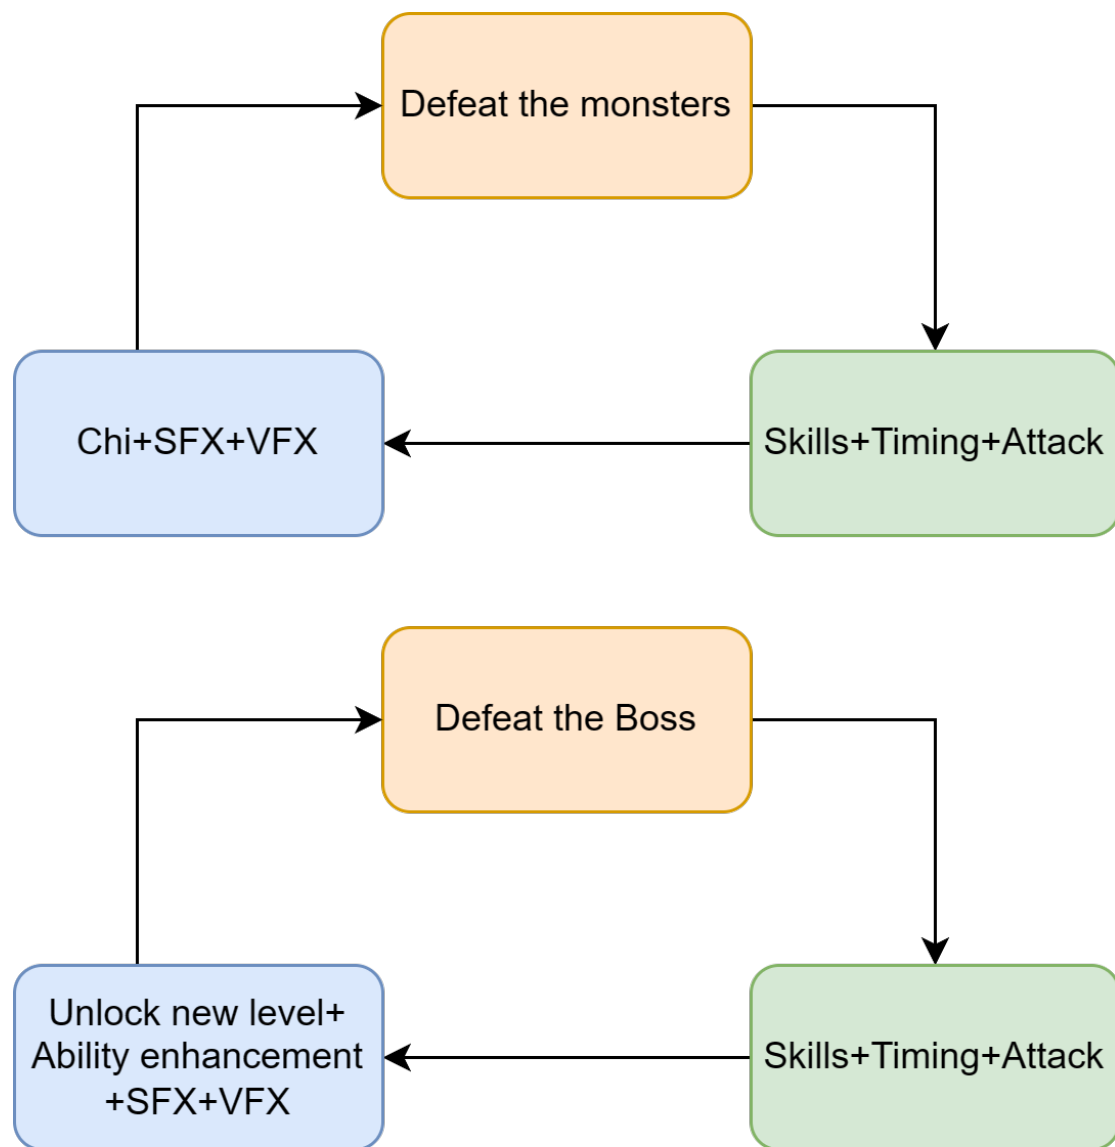 Defeat the monsters
Chi+SFX+VFX
Skills+Timing+Attack
Defeat the Boss
Unlock new level+
Ability enhancement
+SFX+VFX
Skills+Timing+Attack